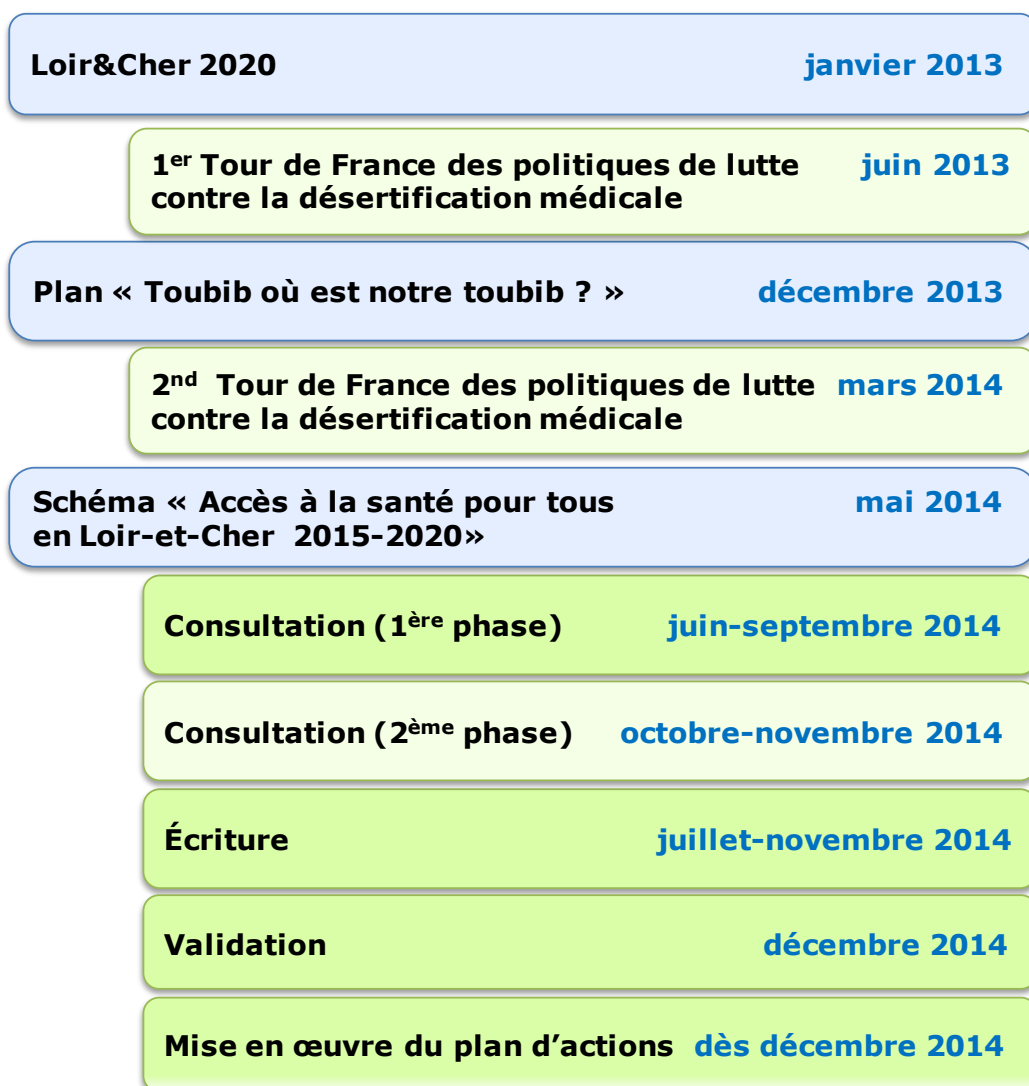 Loir&Cher 2020 janvier 2013
1er Tour de France des politiques de lutte juin 2013
contre la désertification médicale
Plan « Toubib où est notre toubib ? » décembre 2013
2nd Tour de France des politiques de lutte mars 2014
contre la désertification médicale
Schéma « Accès à la santé pour tous mai 2014
en Loir-et-Cher 2015-2020»
Consultation (1ère phase) juin-septembre 2014
Consultation (2ème phase) octobre-novembre 2014
Écriture juillet-novembre 2014
Validation décembre 2014
Mise en œuvre du plan d’actions dès décembre 2014